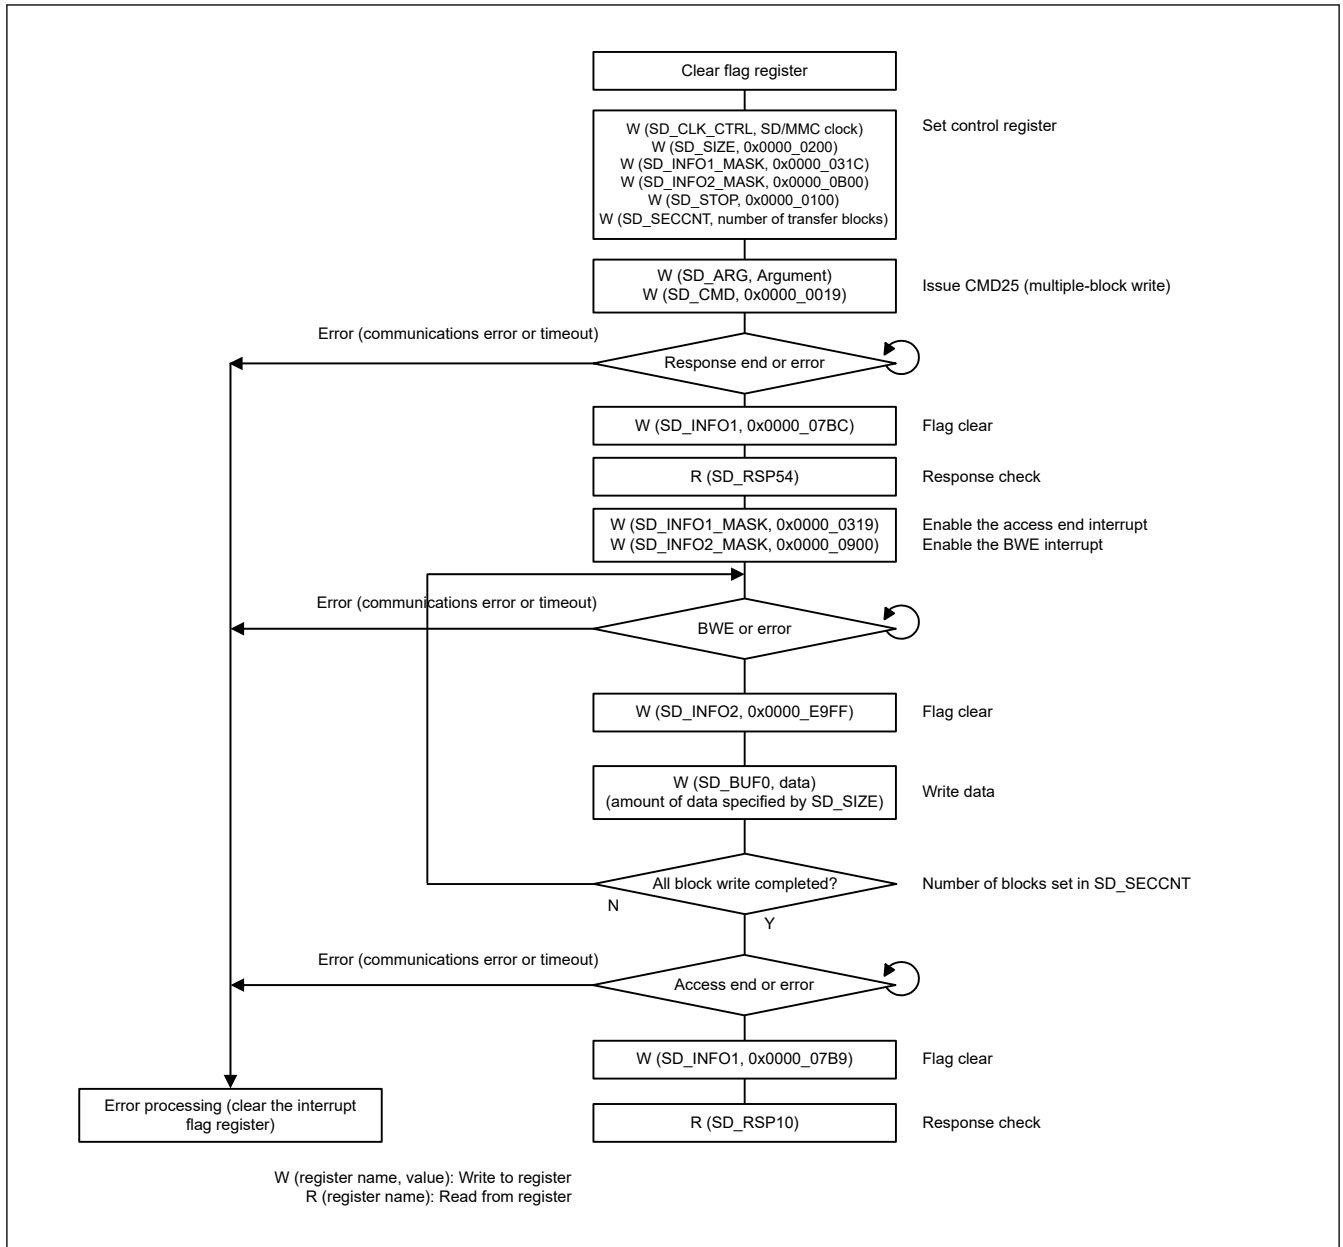 Clear flag register
W (SD_CLK_CTRL, SD/MMC clock)
W (SD_SIZE, 0x0000_0200)
W (SD_INFO1_MASK, 0x0000_031C)
W (SD_INFO2_MASK, 0x0000_0B00)
W (SD_STOP, 0x0000_0100)
W (SD_SECCNT, number of transfer blocks)
Set control register
W (SD_ARG, Argument)
W (SD_CMD, 0x0000_0019)
Issue CMD25 (multiple-block write)
Error (communications error or timeout)
Response end or error
W (SD_INFO1, 0x0000_07BC)
Flag clear
R (SD_RSP54)
Response check
W (SD_INFO1_MASK, 0x0000_0319)
W (SD_INFO2_MASK, 0x0000_0900)
Enable the access end interrupt
Enable the BWE interrupt
Error (communications error or timeout)
BWE or error
W (SD_INFO2, 0x0000_E9FF)
Flag clear
W (SD_BUF0, data)
(amount of data specified by SD_SIZE)
Write data
All block write completed?
Number of blocks set in SD_SECCNT
N
Y
Error (communications error or timeout)
Access end or error
W (SD_INFO1, 0x0000_07B9)
Flag clear
Error processing (clear the interrupt
flag register)
R (SD_RSP10)
Response check
W (register name, value): Write to register
R (register name): Read from register